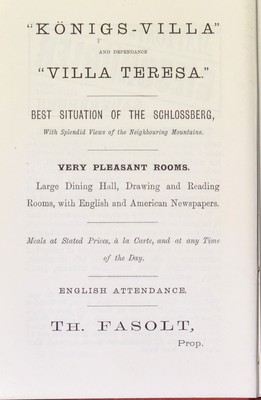 "KÖNIGS-VILLA"
AND DEPENDANCE
"VILLA TERESA."
BEST SITUATION OF THE SCHLOSSBERG,
With Splendid Views of the Neighbouring Mountains.
VERY PLEASANT ROOMS.
Large Dining Hall, Drawing and Reading
Rooms, with English and American Newspapers.
Meals at Stated Prices, à la Carte, and at any Time
of the Day.
ENGLISH ATTENDANCE.
TH. FASOLT,
Prop.